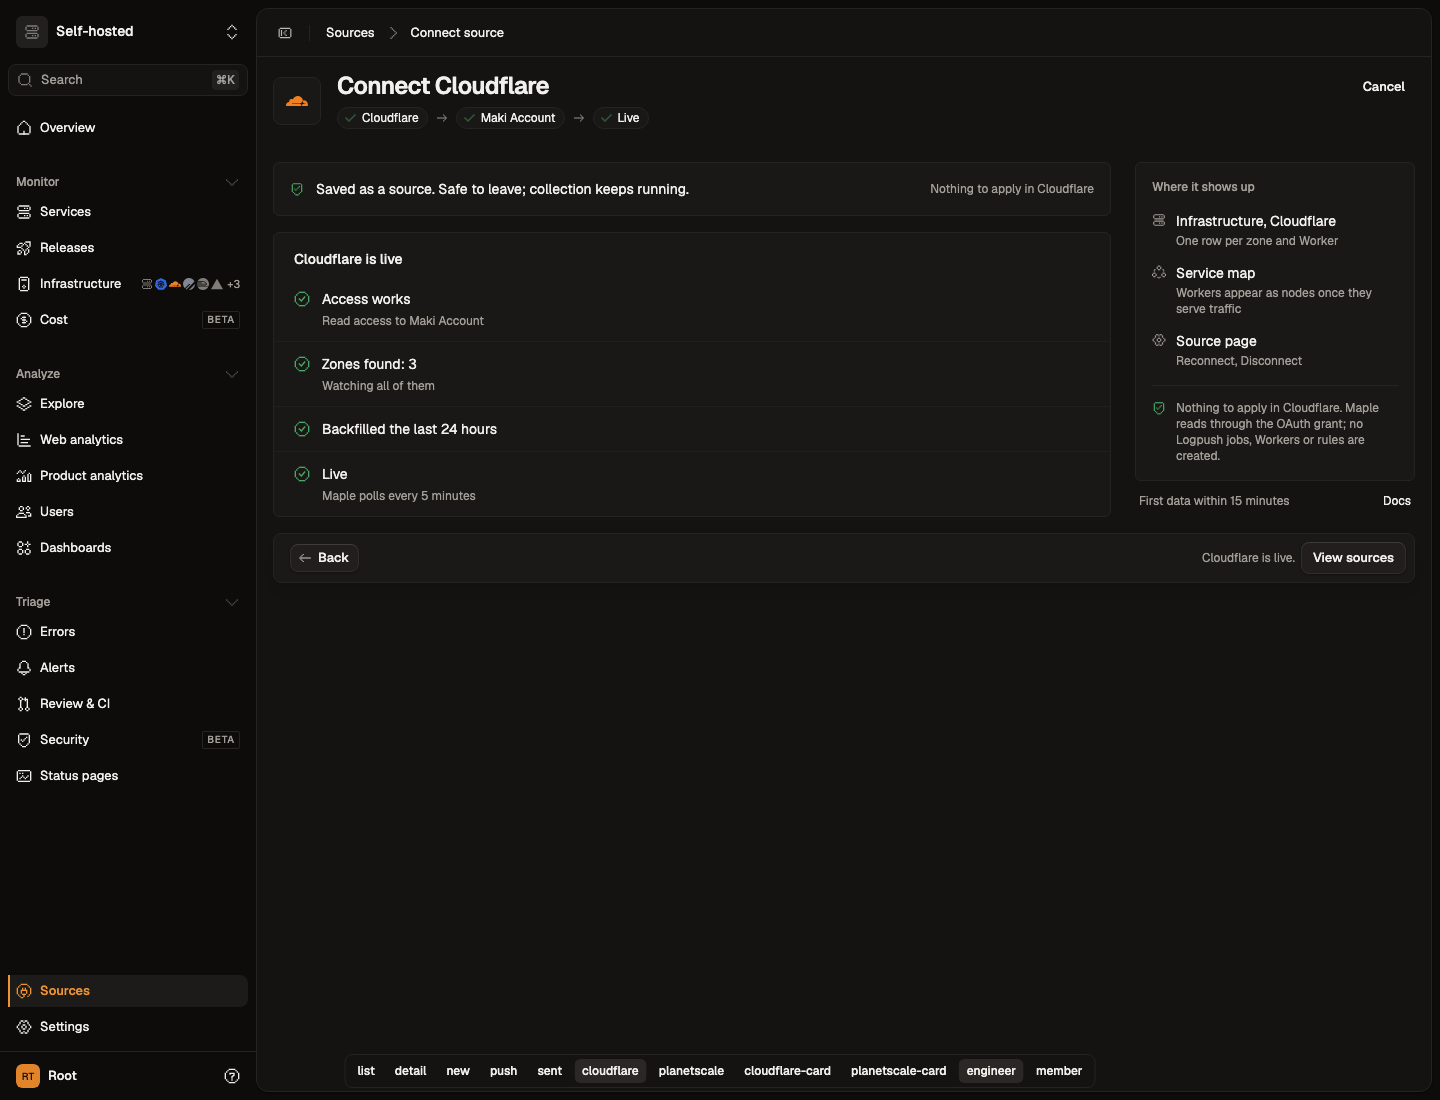 Self-hosted
Search ⌘K
Overview
Monitor
Services
Releases
Infrastructure +3
Cost BETA
Analyze
Explore
Web analytics
Product analytics
Users
Dashboards
Triage
Errors
Alerts
Review & CI
Security BETA
Status pages
Sources
Settings
RT Root
Sources Connect source
Connect Cloudflare
Cancel
Cloudflare → Maki Account → Live
Saved as a source. Safe to leave; collection keeps running.
Nothing to apply in Cloudflare
Cloudflare is live
Access works
Read access to Maki Account
Zones found: 3
Watching all of them
Backfilled the last 24 hours
Live
Maple polls every 5 minutes
Where it shows up
Infrastructure, Cloudflare
One row per zone and Worker
Service map
Workers appear as nodes once they
serve traffic
Source page
Reconnect, Disconnect
Nothing to apply in Cloudflare. Maple
reads through the OAuth grant; no
Logpush jobs, Workers or rules are
created.
First data within 15 minutes Docs
← Back
Cloudflare is live. View sources
list detail new push sent cloudflare planetscale cloudflare-card planetscale-card engineer member